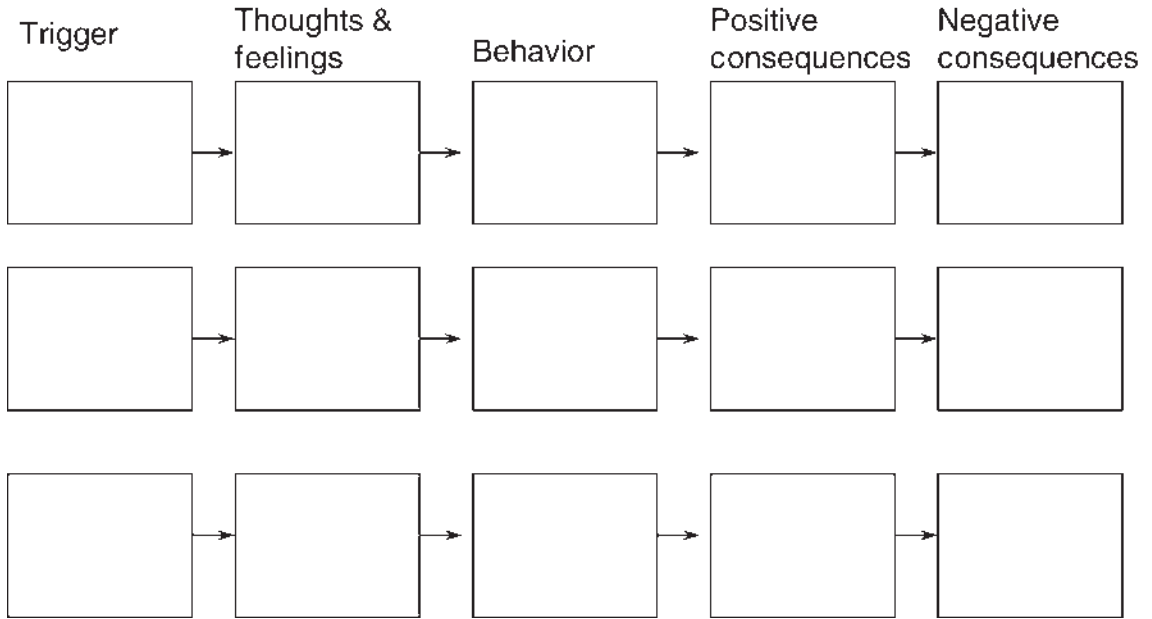 Trigger
Thoughts &
feelings
Behavior
Positive
consequences
Negative
consequences